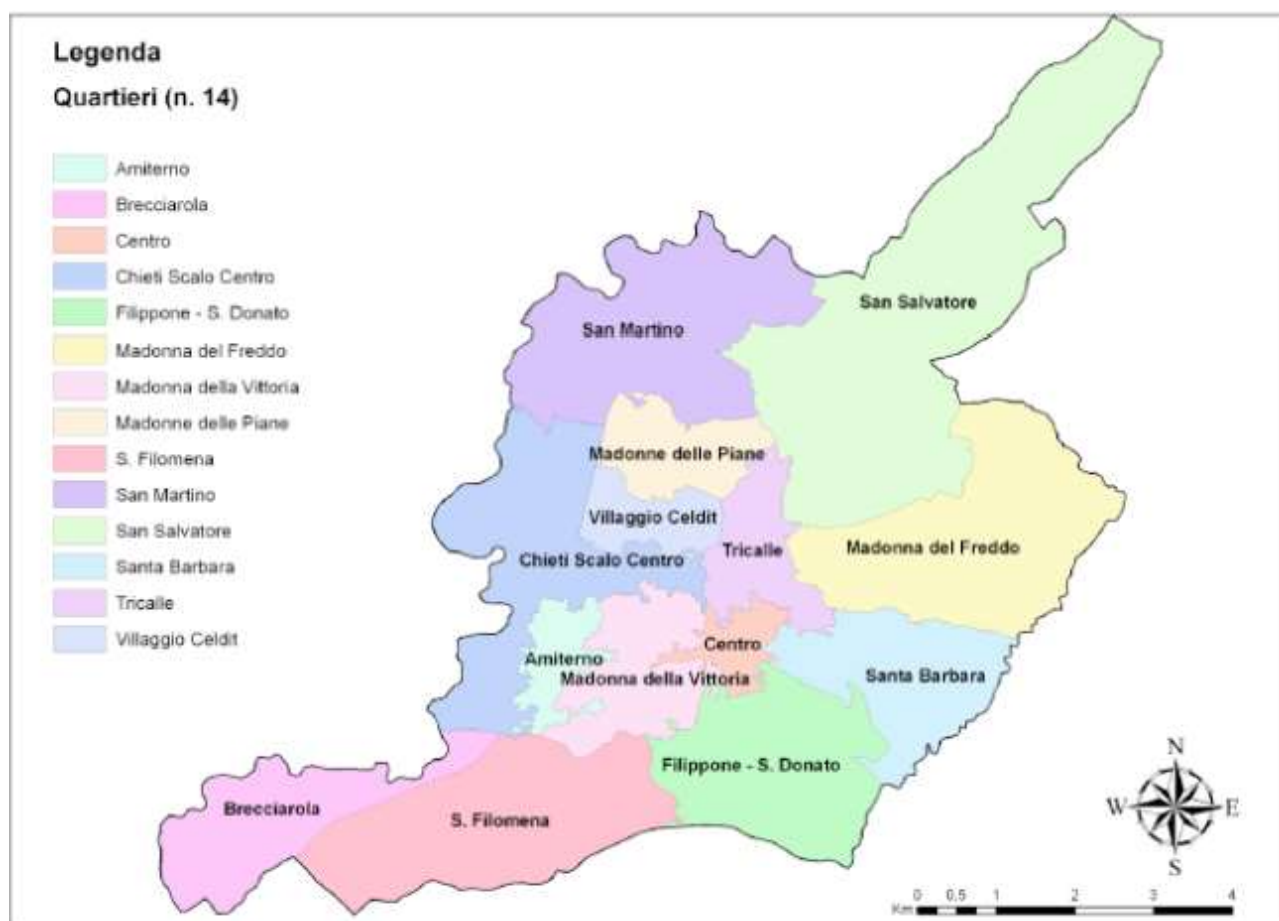 Legenda
Quartieri (n. 14)
Amiterno
Brecciarola
Centro
Chieti Scalo Centro
Filippone - S. Donato
Madonna del Freddo
Madonna della Vittoria
Madonne delle Piane
S. Filomena
San Martino
San Salvatore
Santa Barbara
Tricalle
Villaggio Celdit
San Salvatore
San Martino
Madonne delle Piane
Villaggio Celdit
Tricalle
Madonna del Freddo
Chieti Scalo Centro
Centro
Amiterno
Madonna della Vittoria
Santa Barbara
Filippone - S. Donato
Brecciarola
S. Filomena
N
W E
S
0 0,5 1 2 3 4
Km